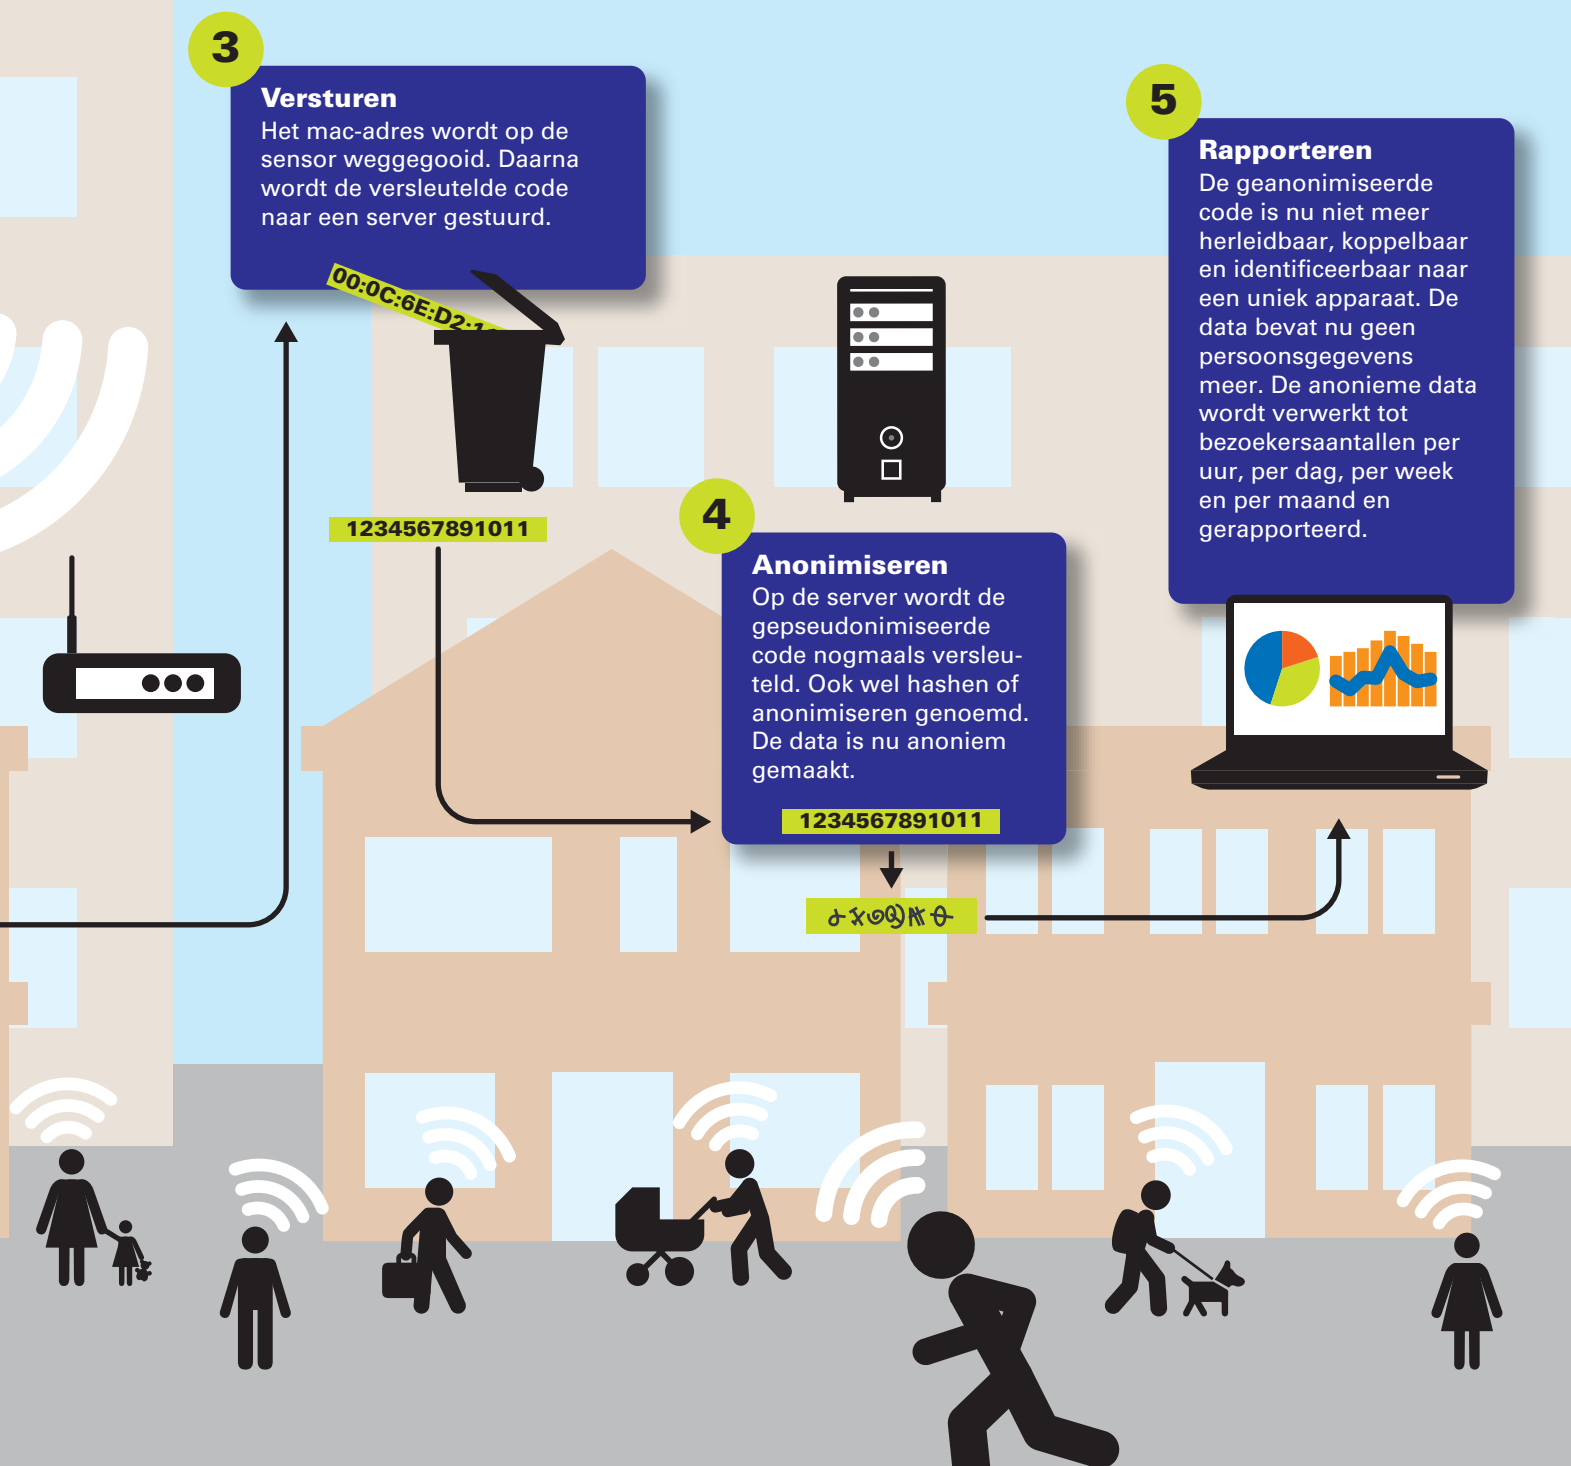 3
Versturen
Het mac-adres wordt op de
sensor weggegooid. Daarna
wordt de versleutelde code
naar een server gestuurd.
00:0C:6E:D2:1
1234567891011
4
Anonimiseren
Op de server wordt de
gepseudonimiseerde
code nogmaals versleu-
teld. Ook wel hashen of
anonimiseren genoemd.
De data is nu anoniem
gemaakt.
1234567891011
5
Rapporteren
De geanonimiseerde
code is nu niet meer
herleidbaar, koppelbaar
en identificeerbaar naar
een uniek apparaat. De
data bevat nu geen
persoonsgegevens
meer. De anonieme data
wordt verwerkt tot
bezoekersaantallen per
uur, per dag, per week
en per maand en
gerapporteerd.